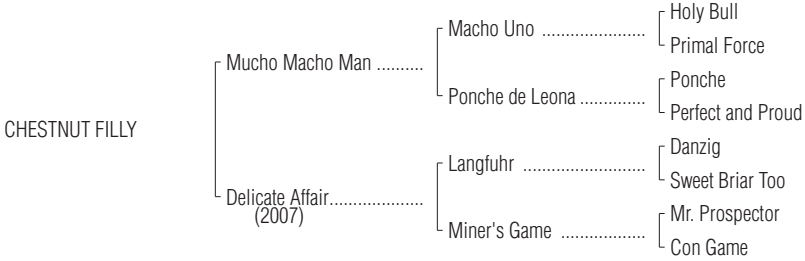 Holy Bull
Macho Uno ......................
Primal Force
Mucho Macho Man ..........
Ponche
Ponche de Leona ..............
Perfect and Proud
CHESTNUT FILLY
Danzig
Langfuhr .........................
Sweet Briar Too
Delicate Affair....................
(2007)
Mr. Prospector
Miner's Game .................
Con Game